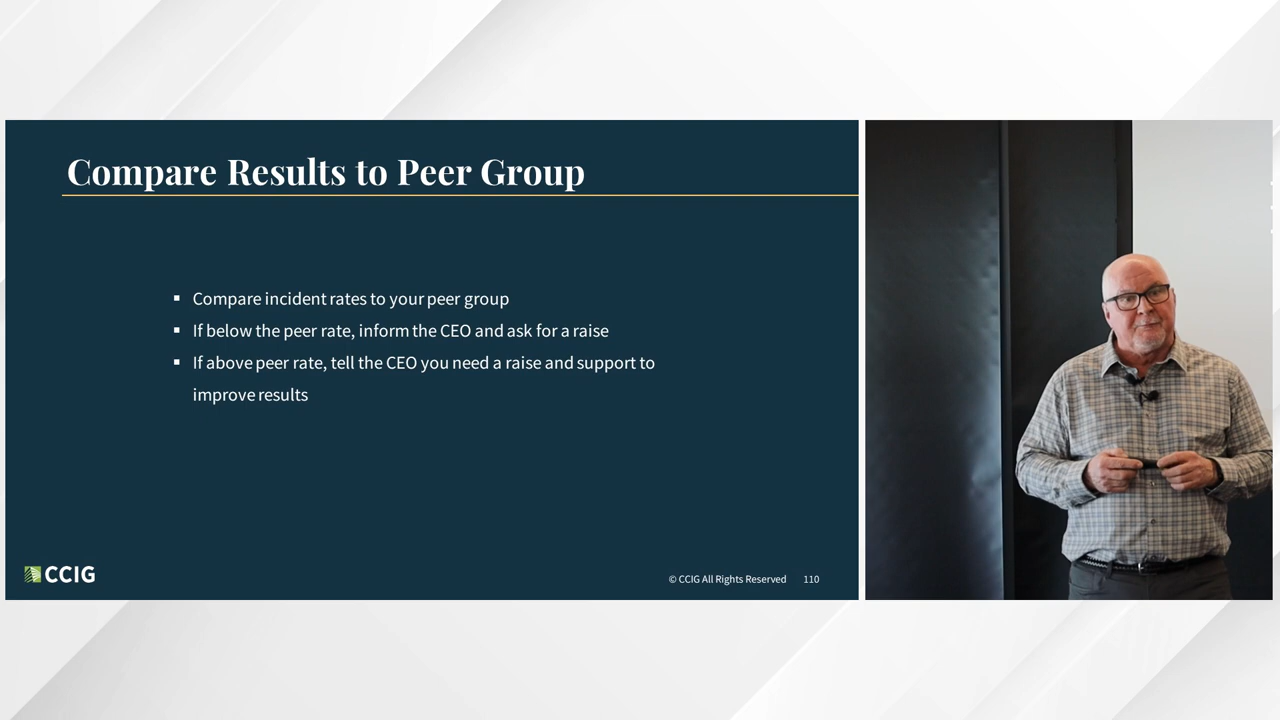 Compare Results to Peer Group
▪ Compare incident rates to your peer group
▪ If below the peer rate, inform the CEO and ask for a raise
▪ If above peer rate, tell the CEO you need a raise and support to
improve results
CCIG
© CCIG All Rights Reserved 110